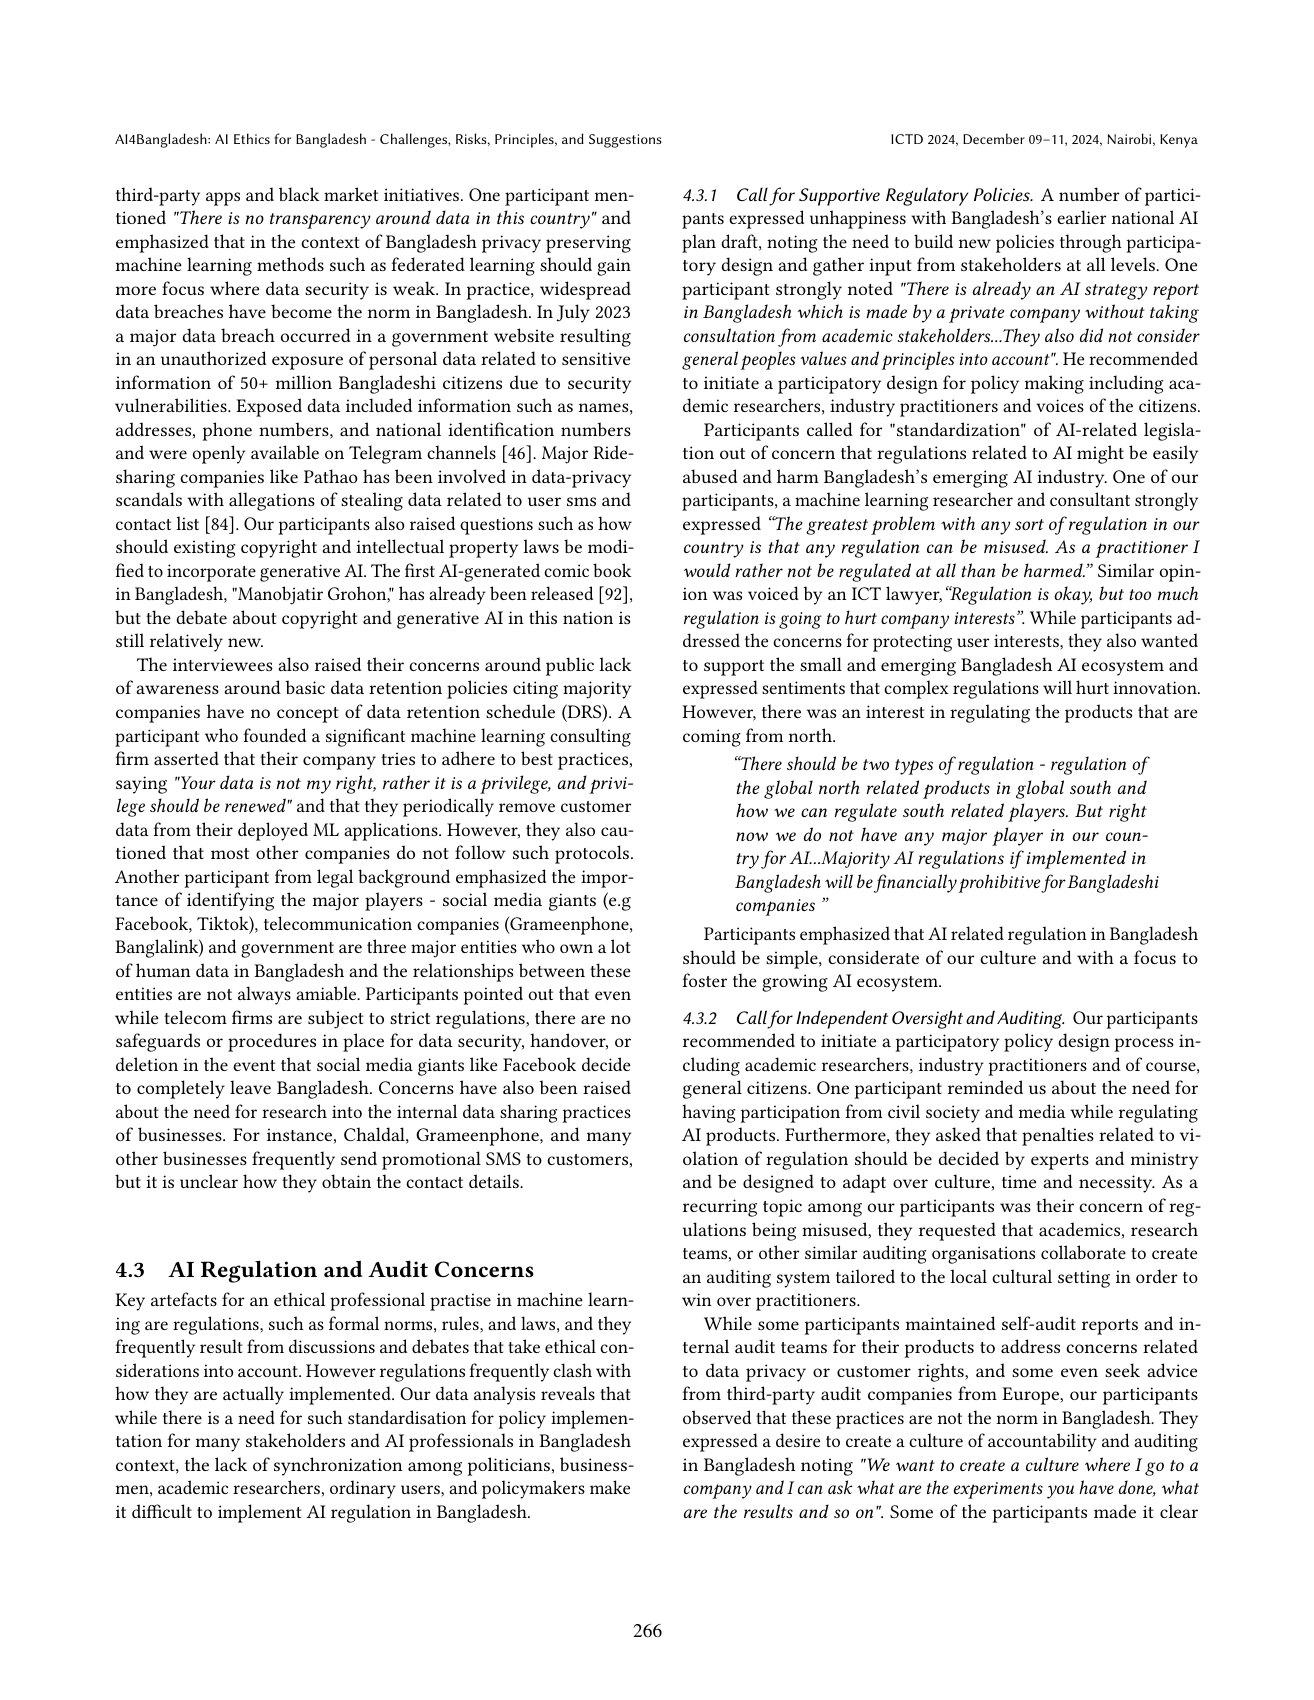 AI4Bangladesh: AI Ethics for Bangladesh - Challenges, Risks, Principles, and Suggestions
ICTD 2024, December 09–11, 2024, Nairobi, Kenya
third-party apps and black market initiatives. One participant men-
tioned "There is no transparency around data in this country" and
emphasized that in the context of Bangladesh privacy preserving
machine learning methods such as federated learning should gain
more focus where data security is weak. In practice, widespread
data breaches have become the norm in Bangladesh. In July 2023
a major data breach occurred in a government website resulting
in an unauthorized exposure of personal data related to sensitive
information of 50+ million Bangladeshi citizens due to security
vulnerabilities. Exposed data included information such as names,
addresses, phone numbers, and national identification numbers
and were openly available on Telegram channels [46]. Major Ride-
sharing companies like Pathao has been involved in data-privacy
scandals with allegations of stealing data related to user sms and
contact list [84]. Our participants also raised questions such as how
should existing copyright and intellectual property laws be modi-
fied to incorporate generative AI. The first AI-generated comic book
in Bangladesh, "Manobjatir Grohon," has already been released [92],
but the debate about copyright and generative AI in this nation is
still relatively new.
The interviewees also raised their concerns around public lack
of awareness around basic data retention policies citing majority
companies have no concept of data retention schedule (DRS). A
participant who founded a significant machine learning consulting
firm asserted that their company tries to adhere to best practices,
saying "Your data is not my right, rather it is a privilege, and privi-
lege should be renewed" and that they periodically remove customer
data from their deployed ML applications. However, they also cau-
tioned that most other companies do not follow such protocols.
Another participant from legal background emphasized the impor-
tance of identifying the major players - social media giants (e.g
Facebook, Tiktok), telecommunication companies (Grameenphone,
Banglalink) and government are three major entities who own a lot
of human data in Bangladesh and the relationships between these
entities are not always amiable. Participants pointed out that even
while telecom firms are subject to strict regulations, there are no
safeguards or procedures in place for data security, handover, or
deletion in the event that social media giants like Facebook decide
to completely leave Bangladesh. Concerns have also been raised
about the need for research into the internal data sharing practices
of businesses. For instance, Chaldal, Grameenphone, and many
other businesses frequently send promotional SMS to customers,
but it is unclear how they obtain the contact details.
4.3 AI Regulation and Audit Concerns
Key artefacts for an ethical professional practise in machine learn-
ing are regulations, such as formal norms, rules, and laws, and they
frequently result from discussions and debates that take ethical con-
siderations into account. However regulations frequently clash with
how they are actually implemented. Our data analysis reveals that
while there is a need for such standardisation for policy implemen-
tation for many stakeholders and AI professionals in Bangladesh
context, the lack of synchronization among politicians, business-
men, academic researchers, ordinary users, and policymakers make
it difficult to implement AI regulation in Bangladesh.
4.3.1 Call for Supportive Regulatory Policies. A number of partici-
pants expressed unhappiness with Bangladesh's earlier national AI
plan draft, noting the need to build new policies through participa-
tory design and gather input from stakeholders at all levels. One
participant strongly noted "There is already an AI strategy report
in Bangladesh which is made by a private company without taking
consultation from academic stakeholders...They also did not consider
general peoples values and principles into account". He recommended
to initiate a participatory design for policy making including aca-
demic researchers, industry practitioners and voices of the citizens.
Participants called for "standardization" of AI-related legisla-
tion out of concern that regulations related to AI might be easily
abused and harm Bangladesh's emerging AI industry. One of our
participants, a machine learning researcher and consultant strongly
expressed “The greatest problem with any sort of regulation in our
country is that any regulation can be misused. As a practitioner I
would rather not be regulated at all than be harmed.” Similar opin-
ion was voiced by an ICT lawyer,“Regulation is okay, but too much
regulation is going to hurt company interests”. While participants ad-
dressed the concerns for protecting user interests, they also wanted
to support the small and emerging Bangladesh AI ecosystem and
expressed sentiments that complex regulations will hurt innovation.
However, there was an interest in regulating the products that are
coming from north.
“There should be two types of regulation - regulation of
the global north related products in global south and
how we can regulate south related players. But right
now we do not have any major player in our coun-
try for AI...Majority AI regulations if implemented in
Bangladesh will be financially prohibitive for Bangladeshi
companies ”
Participants emphasized that AI related regulation in Bangladesh
should be simple, considerate of our culture and with a focus to
foster the growing AI ecosystem.
4.3.2 Call for Independent Oversight and Auditing. Our participants
recommended to initiate a participatory policy design process in-
cluding academic researchers, industry practitioners and of course,
general citizens. One participant reminded us about the need for
having participation from civil society and media while regulating
AI products. Furthermore, they asked that penalties related to vi-
olation of regulation should be decided by experts and ministry
and be designed to adapt over culture, time and necessity. As a
recurring topic among our participants was their concern of reg-
ulations being misused, they requested that academics, research
teams, or other similar auditing organisations collaborate to create
an auditing system tailored to the local cultural setting in order to
win over practitioners.
While some participants maintained self-audit reports and in-
ternal audit teams for their products to address concerns related
to data privacy or customer rights, and some even seek advice
from third-party audit companies from Europe, our participants
observed that these practices are not the norm in Bangladesh. They
expressed a desire to create a culture of accountability and auditing
in Bangladesh noting "We want to create a culture where I go to a
company and I can ask what are the experiments you have done, what
are the results and so on". Some of the participants made it clear
266